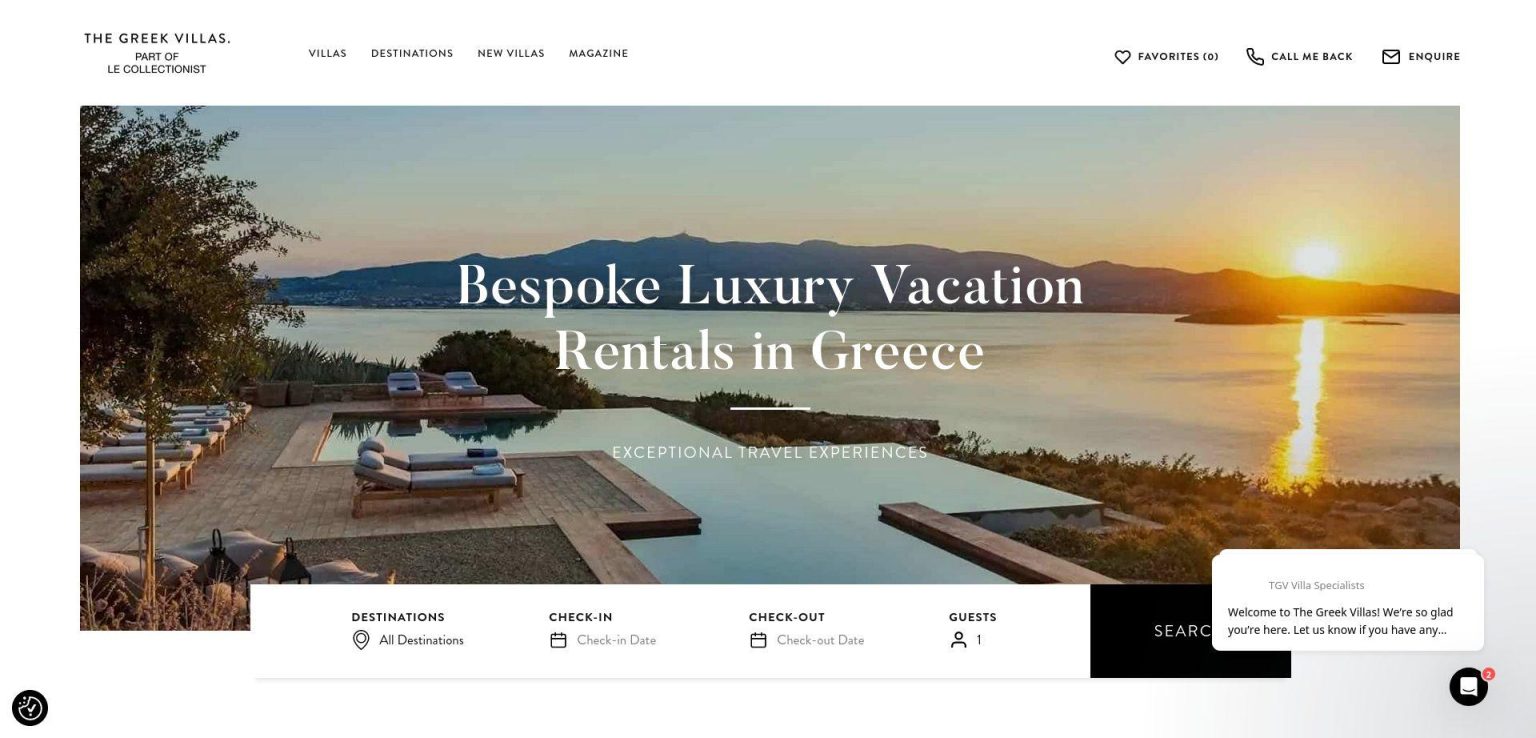 THE GREEK VILLAS.
PART OF
LE COLLECTIONIST
VILLAS DESTINATIONS NEW VILLAS MAGAZINE
FAVORITES (0) CALL ME BACK ENQUIRE
Bespoke Luxury Vacation
Rentals in Greece
EXCEPTIONAL TRAVEL EXPERIENCES
DESTINATIONS CHECK-IN CHECK-OUT GUESTS
All Destinations Check-in Date Check-out Date 1
SEARC
TGV Villa Specialists
Welcome to The Greek Villas! We're so glad
you're here. Let us know if you have any...
2